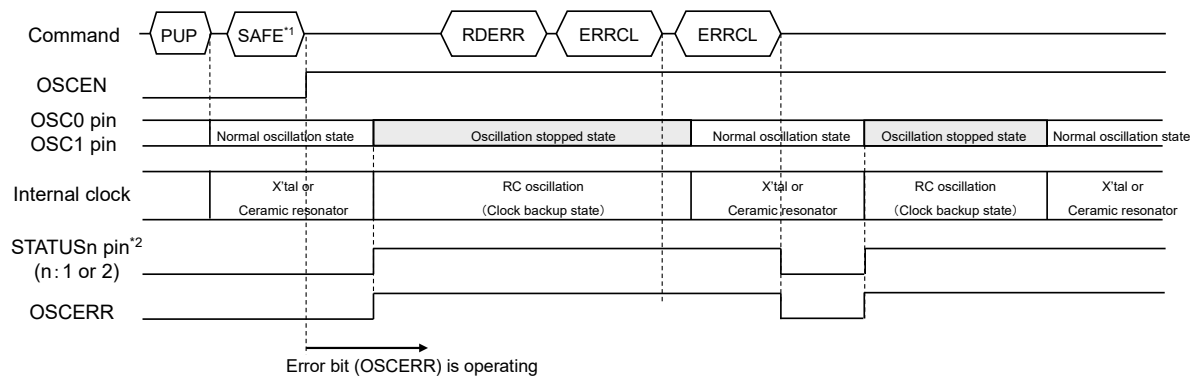 Command PUP SAFE*1 RDERR ERRCL ERRCL
OSCEN
OSC0 pin
OSC1 pin
Normal oscillation state Oscillation stopped state Normal oscillation state Oscillation stopped state Normal oscillation state
Internal clock
X'tal or RC oscillation X'tal or RC oscillation X'tal or
Ceramic resonator (Clock backup state) Ceramic resonator (Clock backup state) Ceramic resonator
STATUSn pin*2
(n:1 or 2)
OSCERR
Error bit (OSCERR) is operating